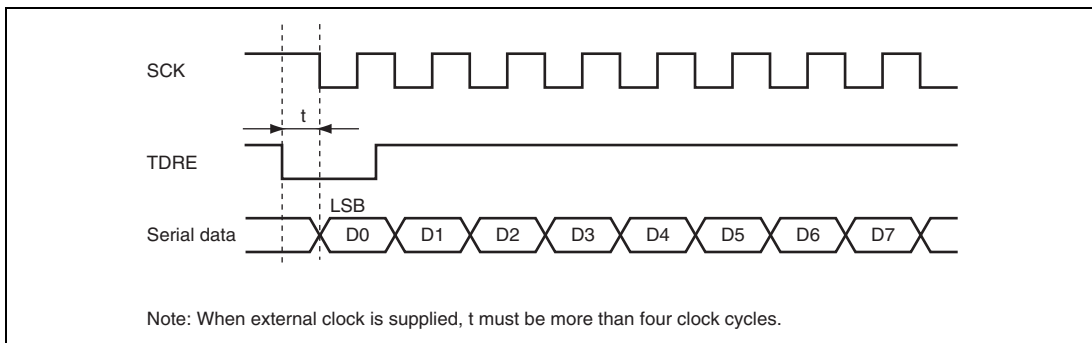 SCK
t
TDRE
LSB
Serial data D0 D1 D2 D3 D4 D5 D6 D7
Note: When external clock is supplied, t must be more than four clock cycles.